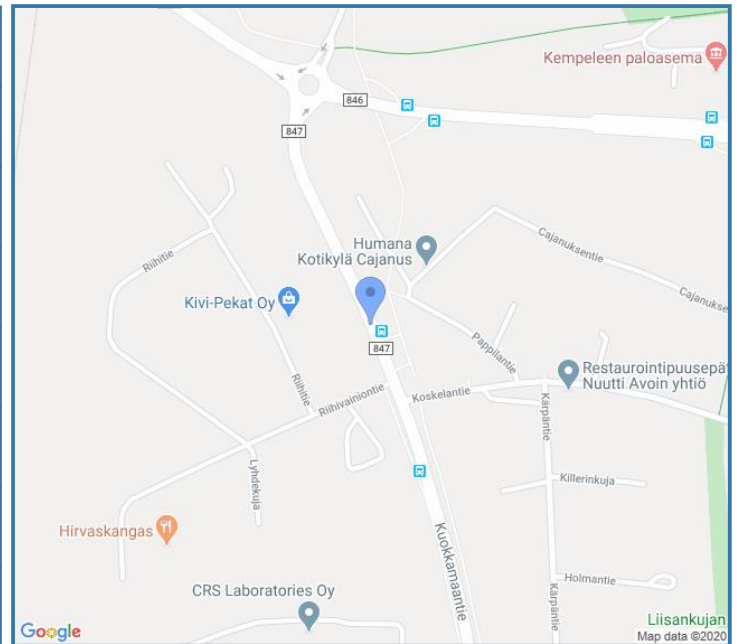 Kempeleen paloasema
846
847
Humana
Kotikylä Cajanus
Cajanuksentie
Cajanukse
Riihitie
Kivi-Pekat Oy
847
Pappilantie
Restaurointipuusepä
Nuutti Avoin yhtiö
Riihitie
Riihivainiontie
Koskelantie
Kärpäntie
Killerinkuja
Lyhdekuja
Hirvaskangas
Kuokkamaantie
CRS Laboratories Oy
Holmantie
Kärpäntie
Liisankujan
Google
Map data ©2020